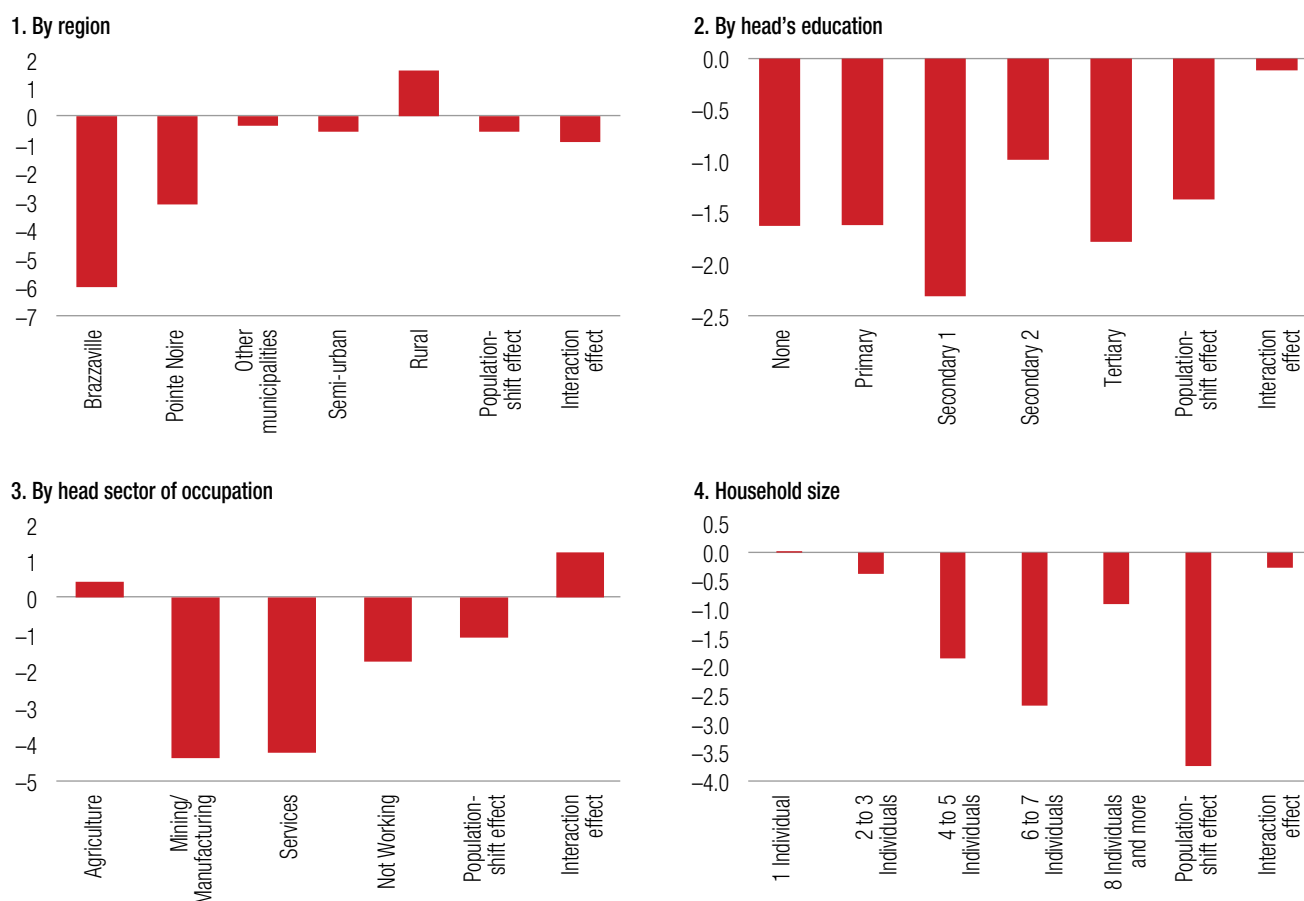 1. By region
2
1
0
–1
–2
–3
–4
–5
–6
–7
Brazzaville
Pointe Noire
Other
municipalities
Semi-urban
Rural
Population-
shift effect
Interaction
effect
2. By head’s education
0.0
–0.5
–1.0
–1.5
–2.0
–2.5
None
Primary
Secondary 1
Secondary 2
Tertiary
Population-
shift effect
Interaction
effect
3. By head sector of occupation
2
1
0
–1
–2
–3
–4
–5
Agriculture
Mining/
Manufacturing
Services
Not Working
Population-
shift effect
Interaction
effect
4. Household size
0.5
0.0
–0.5
–1.0
–1.5
–2.0
–2.5
–3.0
–3.5
–4.0
1 Individual
2 to 3
Individuals
4 to 5
Individuals
6 to 7
Individuals
8 Individuals
and more
Population-
shift effect
Interaction
effect